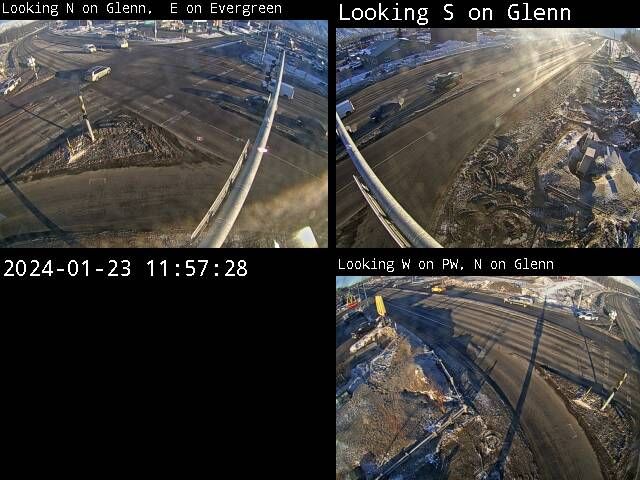 Looking N on Glenn,  E on Evergreen
Looking S on Glenn
2024-01-23 11:57:28
Looking W on PW, N on Glenn